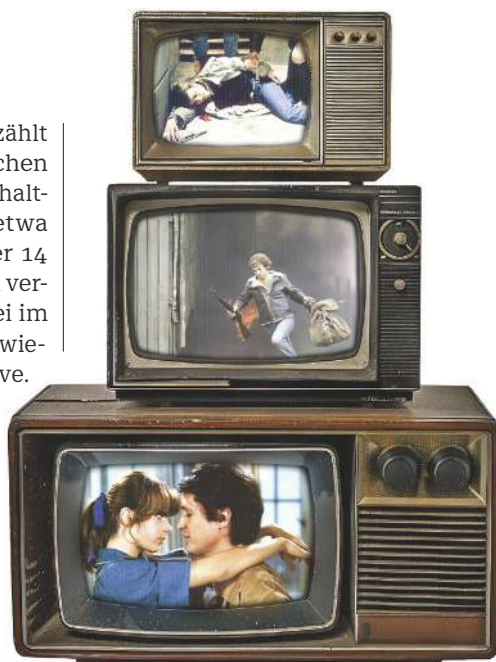 zählt
chen
halt-
etwa
er 14
ver-
ei im
wie-
ve.